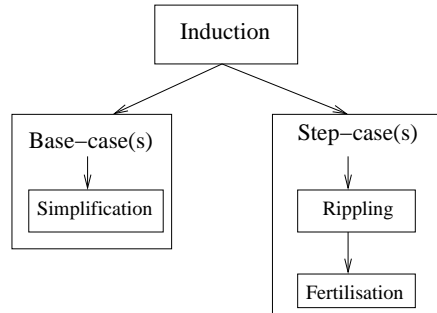 Induction
Base−case(s)
Simplification
Step−case(s)
Rippling
Fertilisation